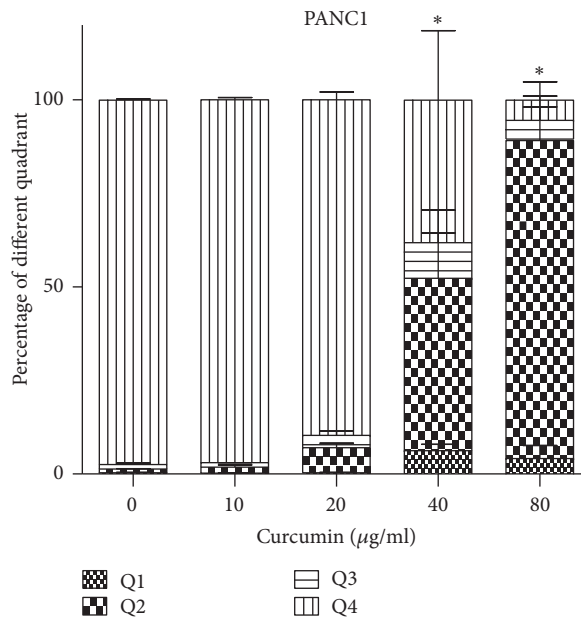 PANC1
*
*
100
50
0
Percentage of different quadrant
0 10 20 40 80
Curcumin (μg/ml)
Q1 Q3
Q2 Q4